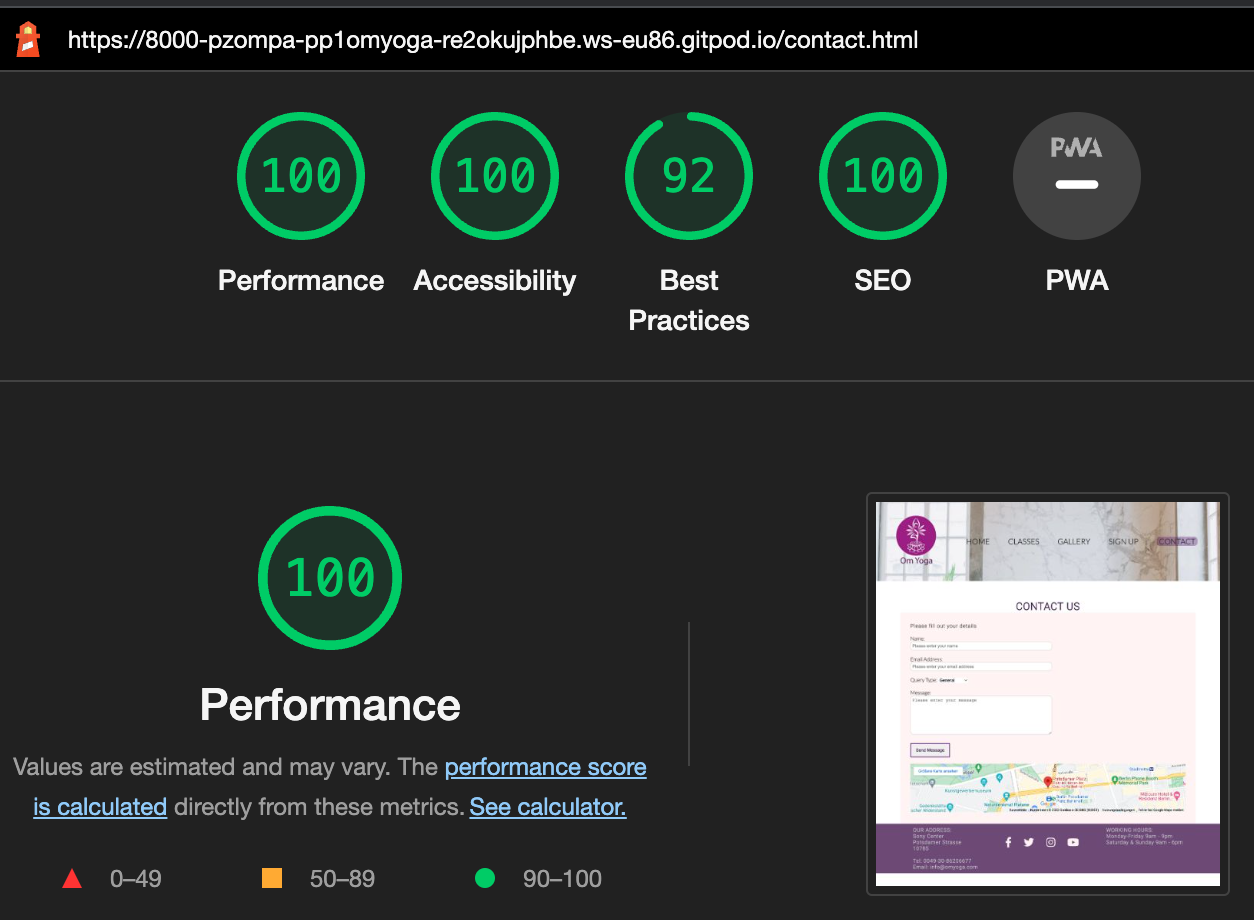 https://8000-pzompa-pp1omyoga-re2okujphbe.ws-eu86.gitpod.io/contact.html
100
100
92
100
PWA
Performance
Accessibility
Best
Practices
SEO
PWA
100
Performance
Values are estimated and may vary. The performance score
is calculated directly from these metrics. See calculator.
0–49
50–89
90–100
Om Yoga
HOME
CLASSES
GALLERY
SIGN UP
CONTACT
CONTACT US
Please fill out your details
Name:
Please enter your name
Email Address:
Please enter your email address
Query Type: General
Message:
Please enter your message
Send Message
OUR ADDRESS:
Sony Center
Potsdamer Strasse
10785
Email: info@omyoga.com
WORKING HOURS:
Monday-Friday 9am - 9pm
Saturday & Sunday 9am - 6pm